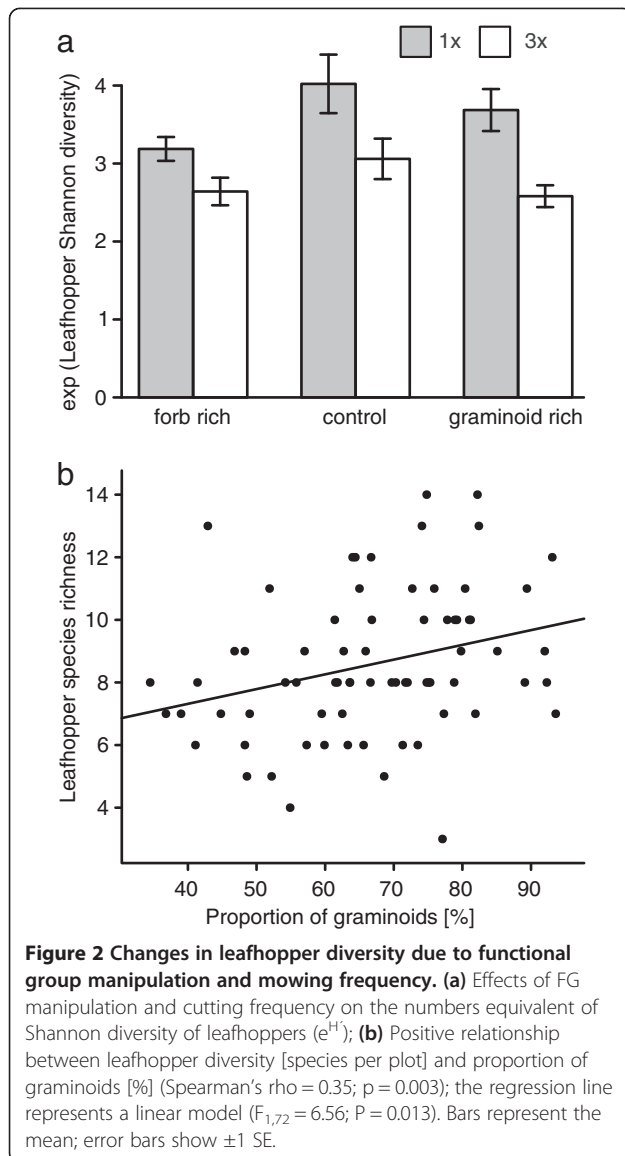 a
1x 3x
exp (Leafhopper Shannon diversity)
4
3
2
1
0
forb rich control graminoid rich
b
Leafhopper species richness
14
12
10
8
6
4
40 50 60 70 80 90
Proportion of graminoids [%]
Figure 2 Changes in leafhopper diversity due to functional
group manipulation and mowing frequency. (a) Effects of FG
manipulation and cutting frequency on the numbers equivalent of
Shannon diversity of leafhoppers (e^H'); (b) Positive relationship
between leafhopper diversity [species per plot] and proportion of
graminoids [%] (Spearman's rho = 0.35; p = 0.003); the regression line
represents a linear model (F1,72 = 6.56; P = 0.013). Bars represent the
mean; error bars show ±1 SE.